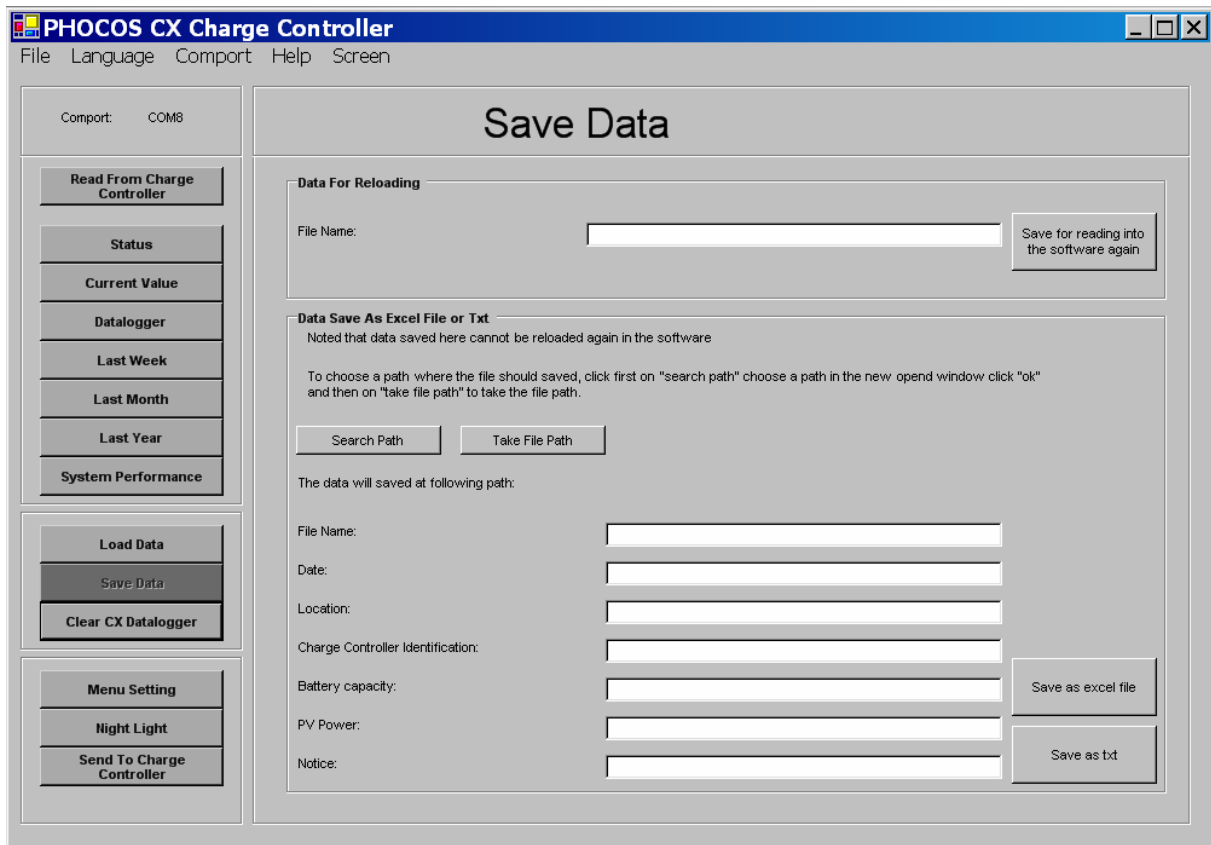 PHOCOS CX Charge Controller
File Language Comport Help Screen
Comport: COM8
Save Data
Read From Charge
Controller
Status
Current Value
Datalogger
Last Week
Last Month
Last Year
System Performance
Load Data
Save Data
Clear CX Datalogger
Menu Setting
Night Light
Send To Charge
Controller
Data For Reloading
File Name:
Save for reading into
the software again
Data Save As Excel File or Txt
Noted that data saved here cannot be reloaded again in the software
To choose a path where the file should saved, click first on "search path" choose a path in the new opend window click "ok"
and then on "take file path" to take the file path.
Search Path
Take File Path
The data will saved at following path:
File Name:
Date:
Location:
Charge Controller Identification:
Battery capacity:
PV Power:
Notice:
Save as excel file
Save as txt